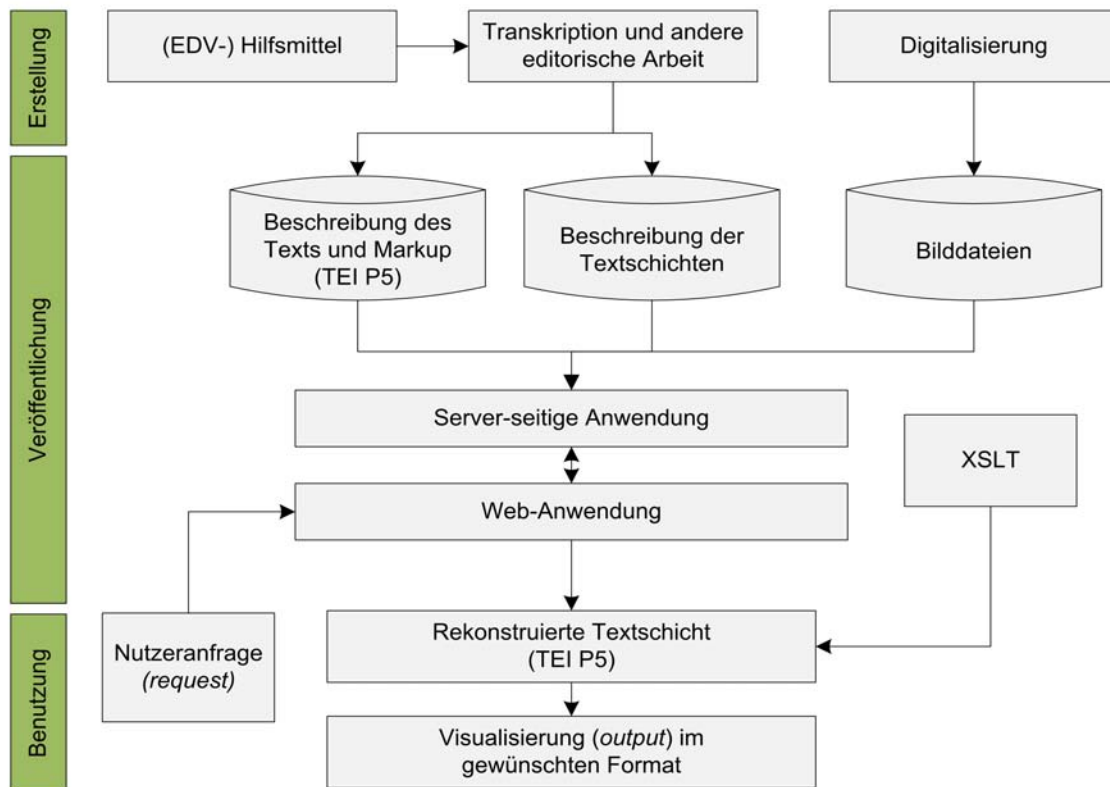 Erstellung
(EDV-) Hilfsmittel
Transkription und andere
editorische Arbeit
Digitalisierung
Veröffentlichung
Beschreibung des
Texts und Markup
(TEI P5)
Beschreibung der
Textschichten
Bilddateien
Server-seitige Anwendung
XSLT
Web-Anwendung
Benutzung
Nutzeranfrage
(request)
Rekonstruierte Textschicht
(TEI P5)
Visualisierung (output) im
gewünschten Format